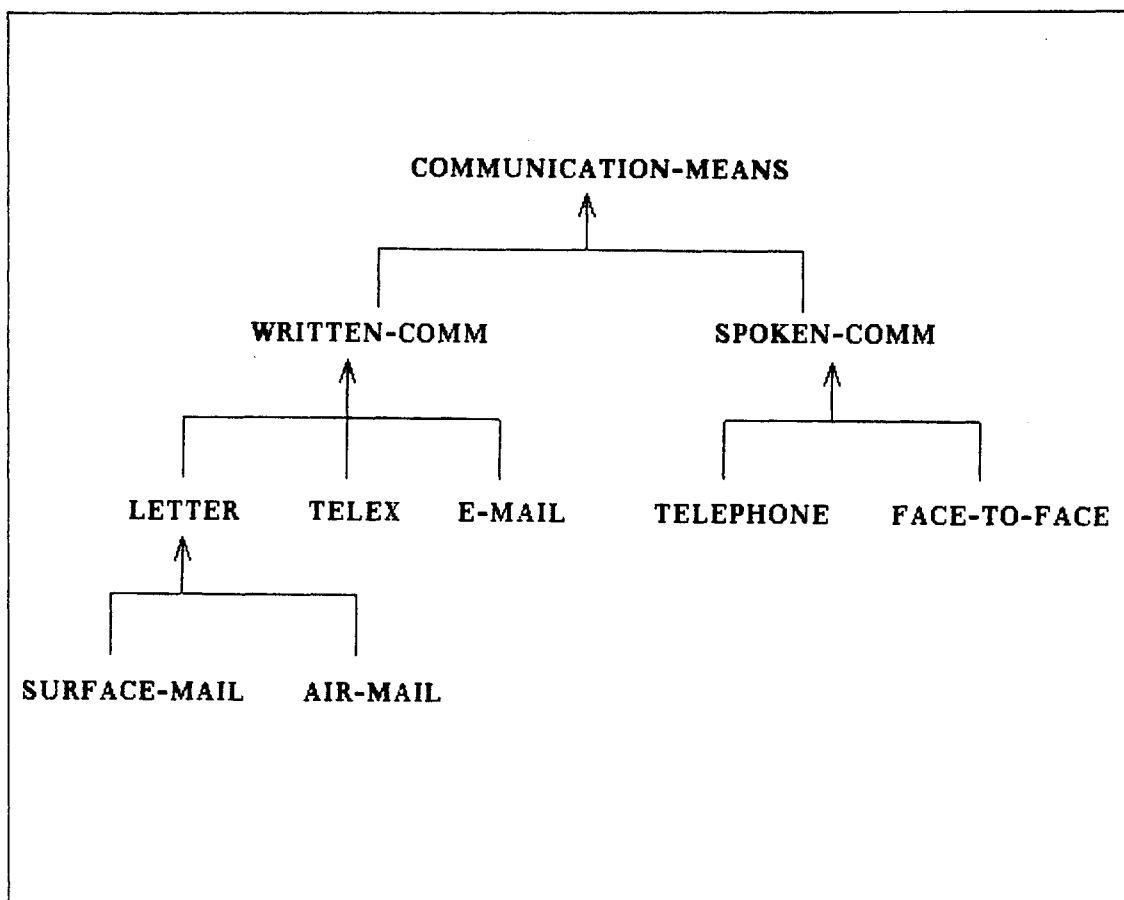 COMMUNICATION-MEANS
WRITTEN-COMM SPOKEN-COMM
LETTER TELEX E-MAIL TELEPHONE FACE-TO-FACE
SURFACE-MAIL AIR-MAIL